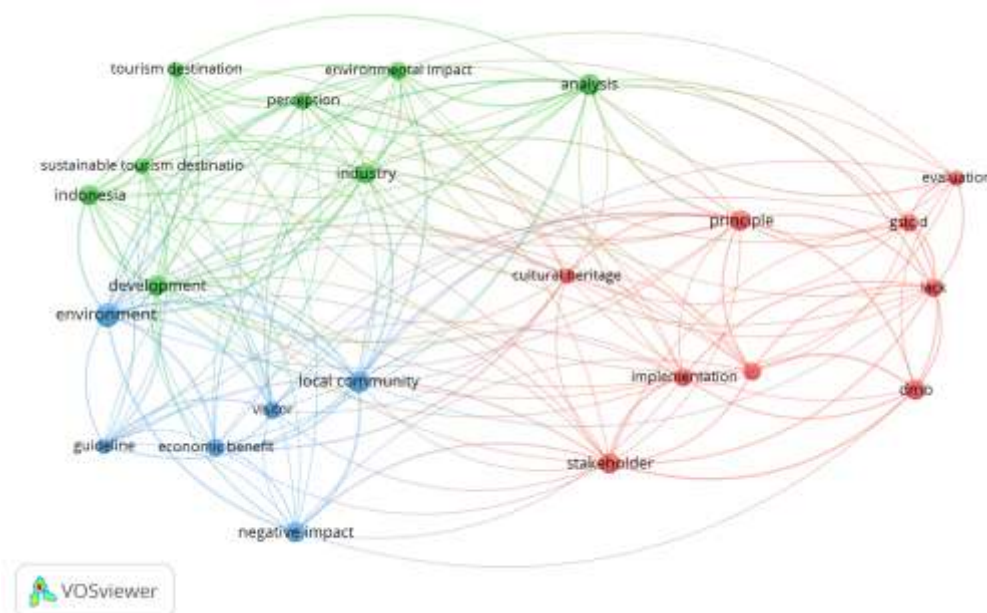 tourism destination
environmental impact
perception
analysis
sustainable tourism destinatio
industry
indonesia
evaluation
principle
gstcd
cultural heritage
development
lack
environment
local community
implementation
dmo
visitor
guideline
economic benefit
stakeholder
negative impact
VOSviewer